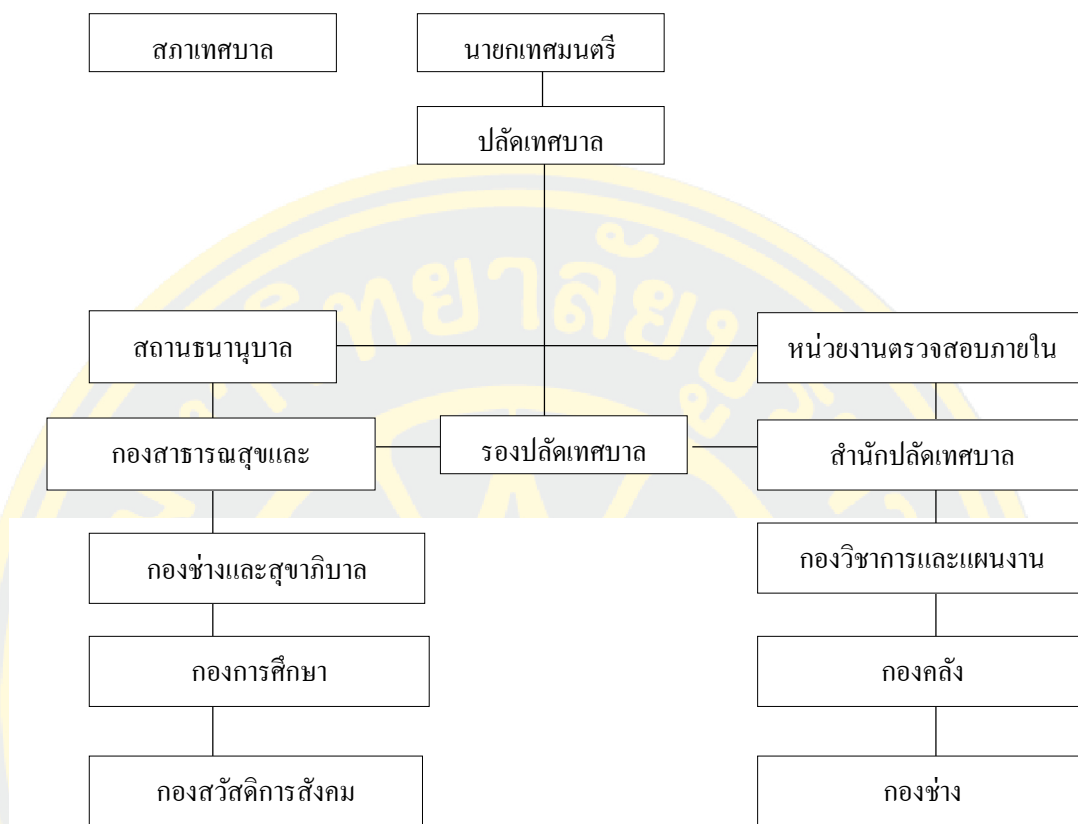 สภาเทศบาล
นายกเทศมนตรี
ปลัดเทศบาล
สถานธนานุบาล
หน่วยงานตรวจสอบภายใน
กองสาธารณสุขและ
รองปลัดเทศบาล
สำนักปลัดเทศบาล
กองช่างและสุขาภิบาล
กองวิชาการและแผนงาน
กองการศึกษา
กองคลัง
กองสวัสดิการสังคม
กองช่าง